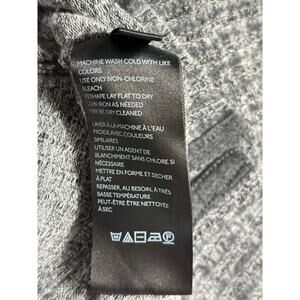 MACHINE WASH COLD WITH LIKE
COLORS
USE ONLY NON-CHLORINE
BLEACH
RESHAPE LAY FLAT TO DRY
LOW IRON AS NEEDED
MAY BE DRY CLEANED
LAVER À LA MACHINE À L'EAU
FROIDE AVEC COULEURS
SIMILAIRES
UTILISER UN AGENT DE
BLANCHIMENT SANS CHLORE SI
NÉCESSAIRE
METTRE EN FORME ET SÉCHER
À PLAT
REPASSER, AU BESOIN, À TRÈS
BASSE TEMPÉRATURE
PEUT-ÊTRE ÊTRE NETTOYÉE
À SEC